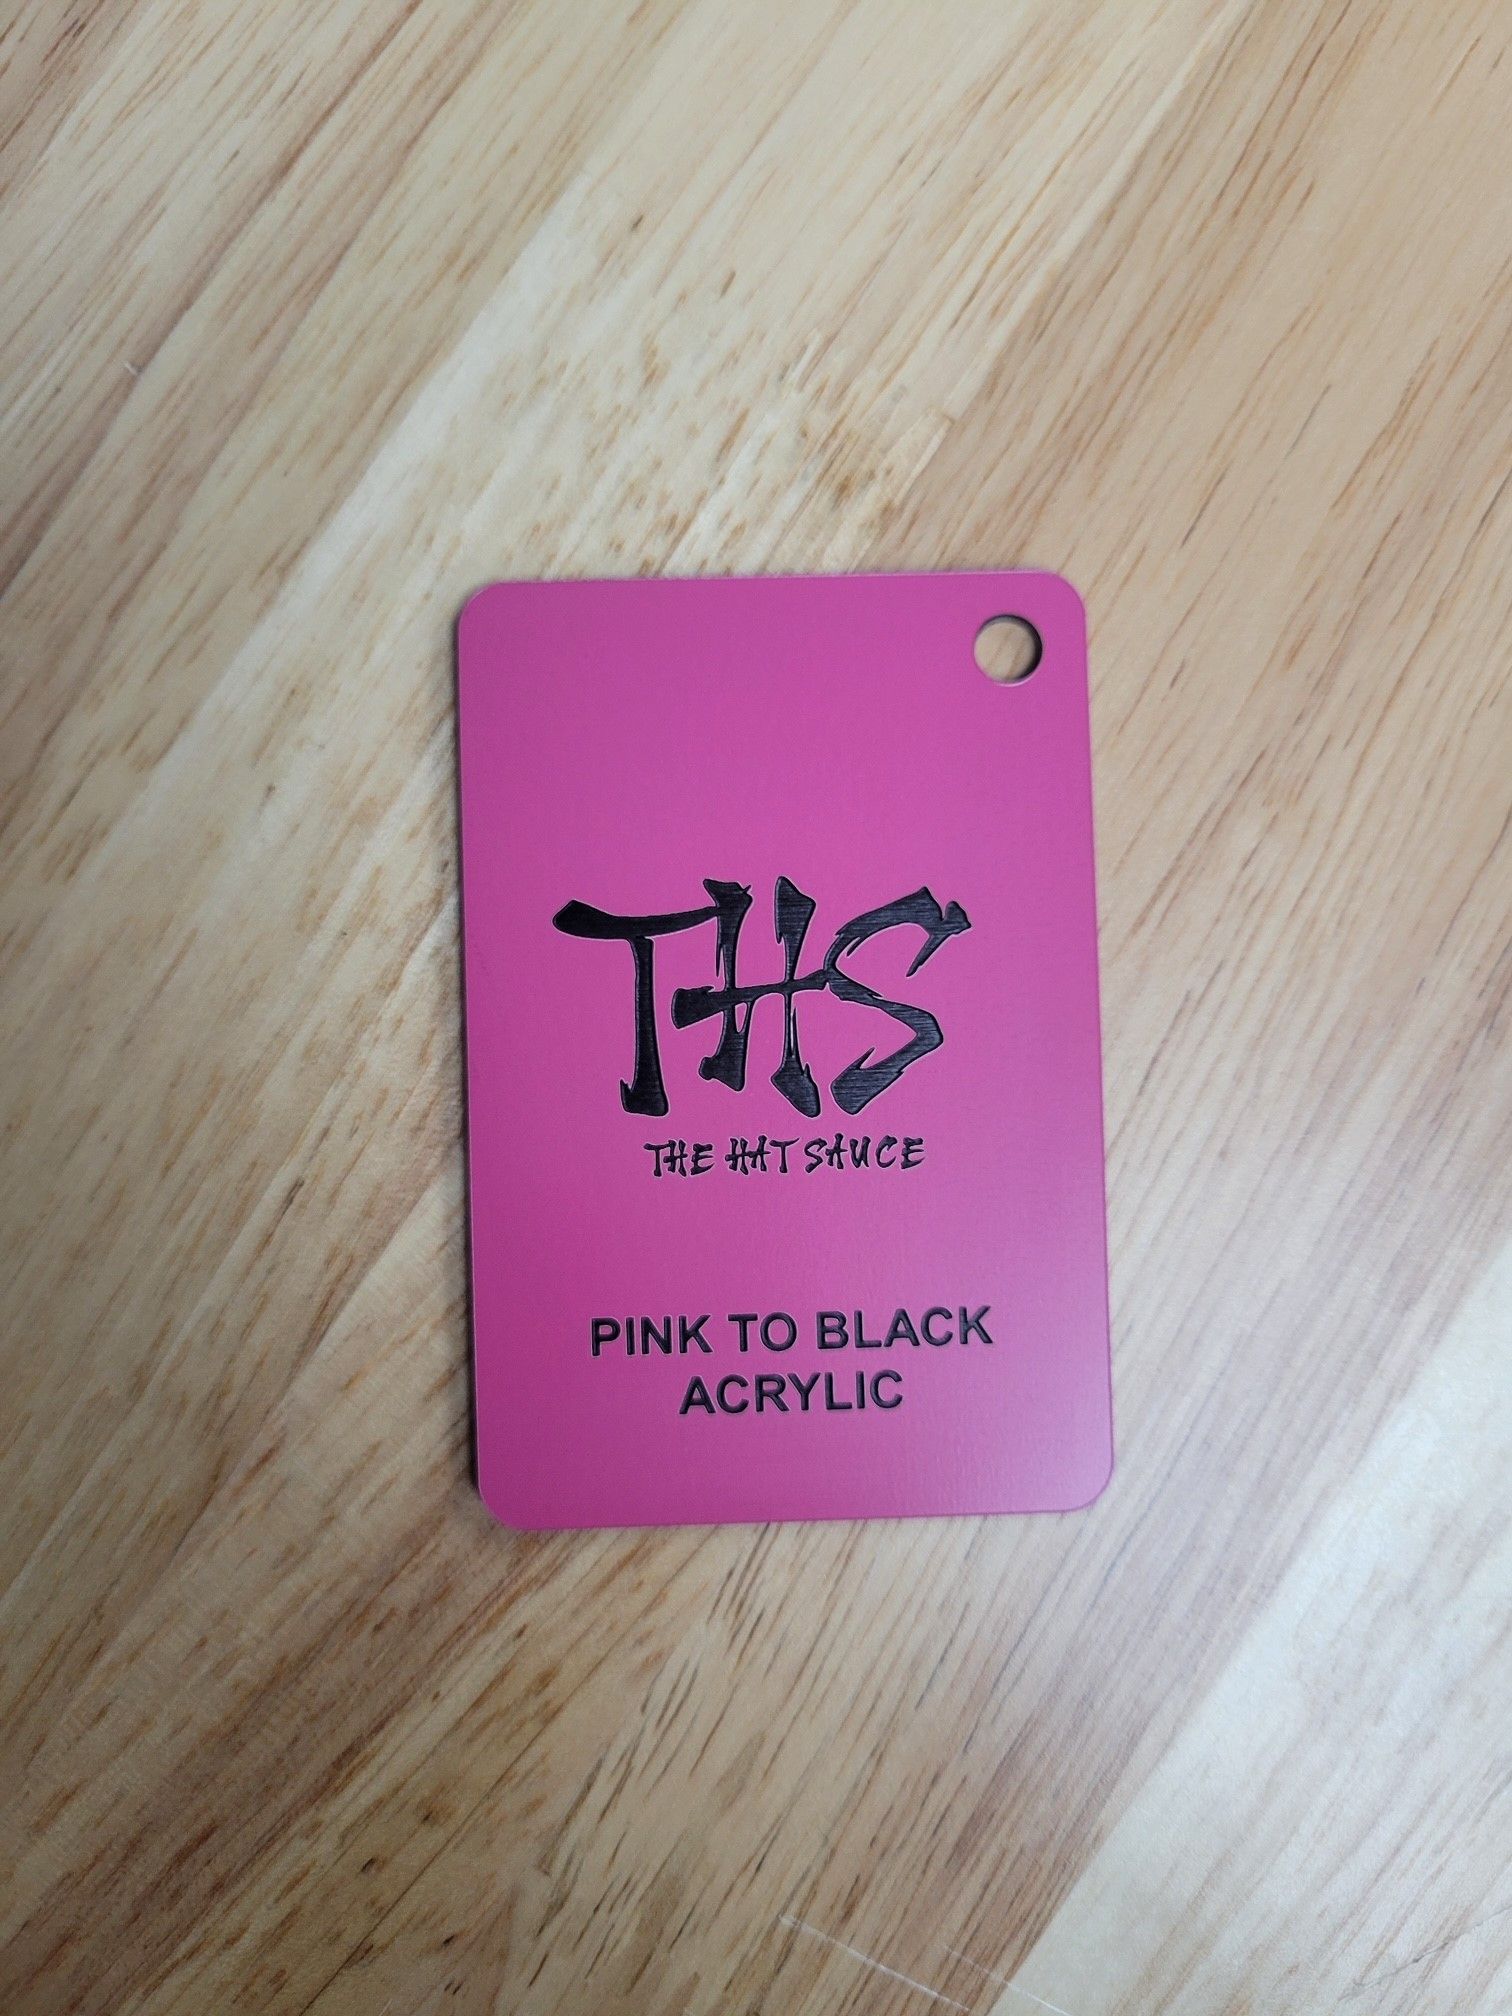 THS
THE HAT SAUCE
PINK TO BLACK
ACRYLIC